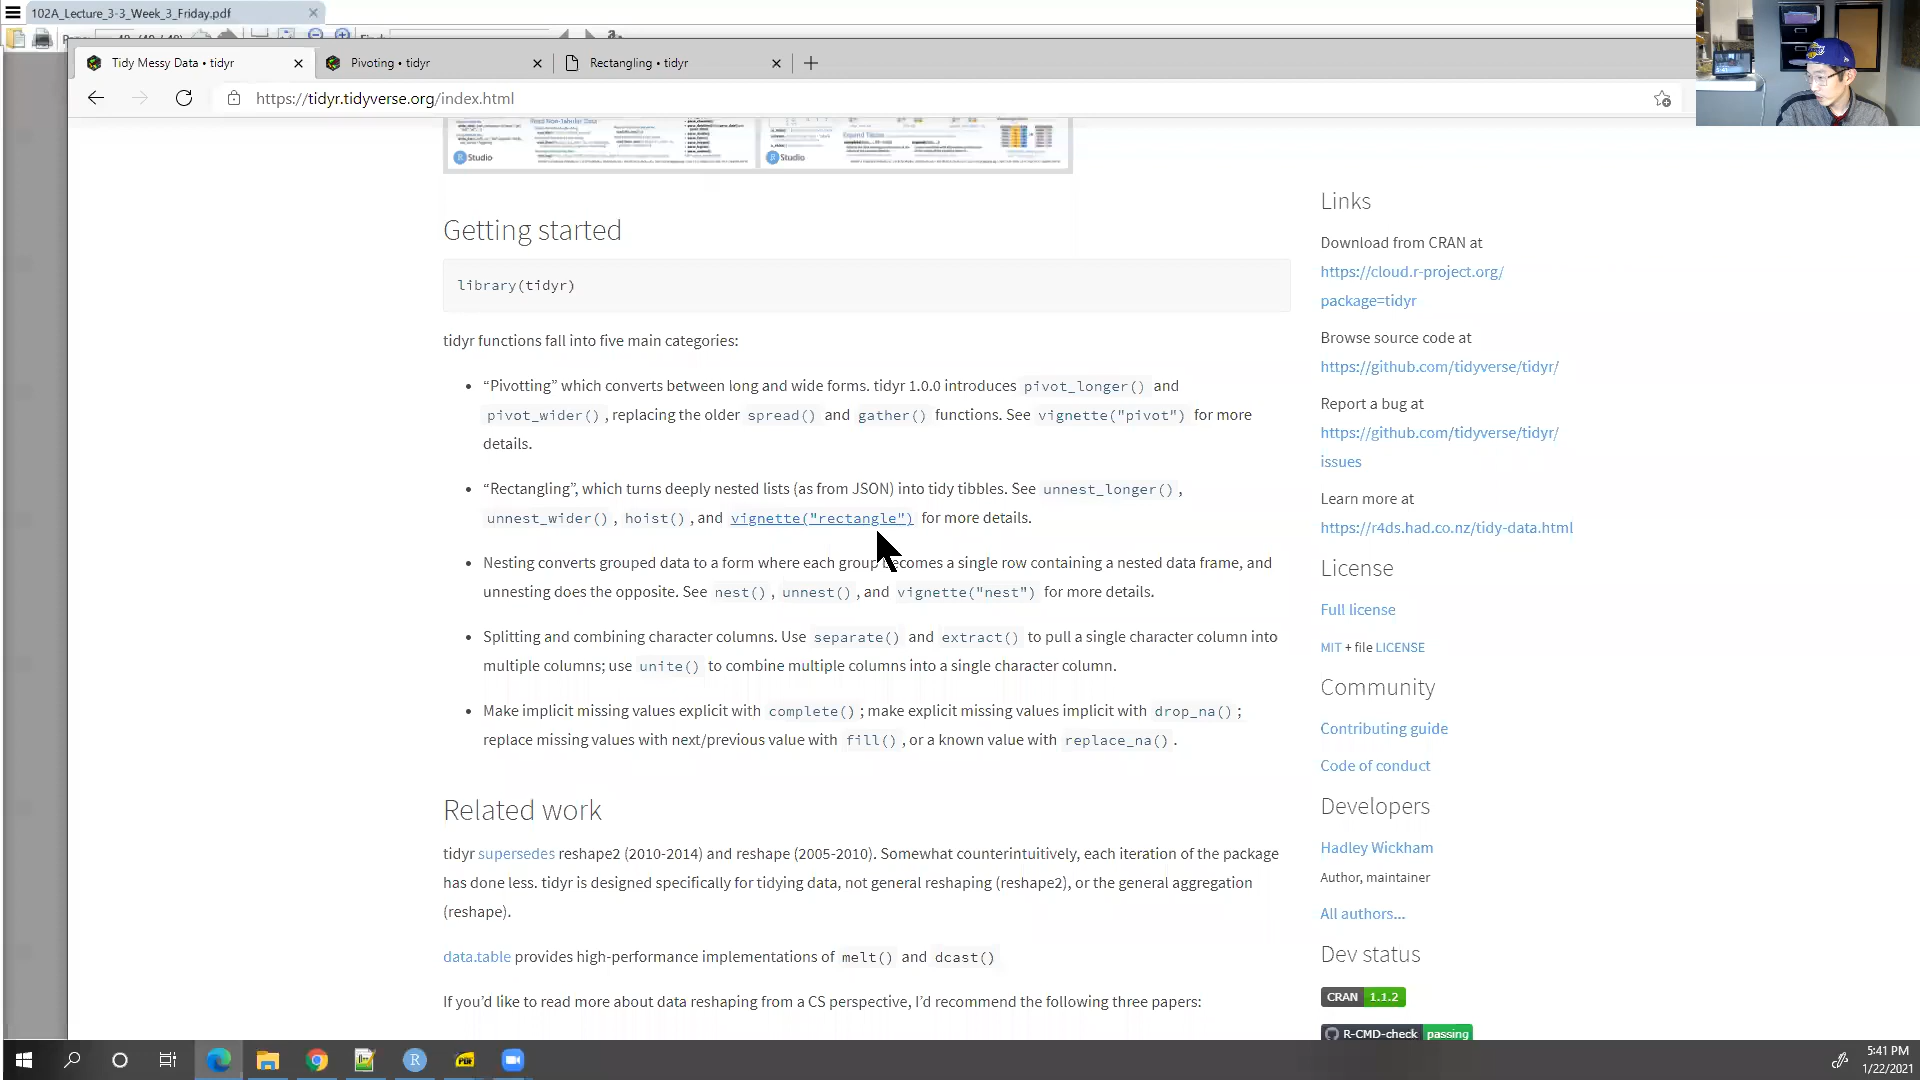 102A_Lecture_3-3_Week_3_Friday.pdf
Tidy Messy Data • tidyr
Pivoting • tidyr
Rectangling • tidyr
https://tidyr.tidyverse.org/index.html
Read Non-Tabular Data
Expand Tables
R Studio
R Studio
Getting started
library(tidyr)
tidyr functions fall into five main categories:
• “Pivotting” which converts between long and wide forms. tidyr 1.0.0 introduces pivot_longer() and
pivot_wider(), replacing the older spread() and gather() functions. See vignette("pivot") for more
details.
• “Rectangling”, which turns deeply nested lists (as from JSON) into tidy tibbles. See unnest_longer(),
unnest_wider(), hoist(), and vignette("rectangle") for more details.
• Nesting converts grouped data to a form where each group becomes a single row containing a nested data frame, and
unnesting does the opposite. See nest(), unnest(), and vignette("nest") for more details.
• Splitting and combining character columns. Use separate() and extract() to pull a single character column into
multiple columns; use unite() to combine multiple columns into a single character column.
• Make implicit missing values explicit with complete(); make explicit missing values implicit with drop_na();
replace missing values with next/previous value with fill(), or a known value with replace_na().
Related work
tidyr supersedes reshape2 (2010-2014) and reshape (2005-2010). Somewhat counterintuitively, each iteration of the package
has done less. tidyr is designed specifically for tidying data, not general reshaping (reshape2), or the general aggregation
(reshape).
data.table provides high-performance implementations of melt() and dcast()
If you’d like to read more about data reshaping from a CS perspective, I’d recommend the following three papers:
Links
Download from CRAN at
https://cloud.r-project.org/
package=tidyr
Browse source code at
https://github.com/tidyverse/tidyr/
Report a bug at
https://github.com/tidyverse/tidyr/
issues
Learn more at
https://r4ds.had.co.nz/tidy-data.html
License
Full license
MIT + file LICENSE
Community
Contributing guide
Code of conduct
Developers
Hadley Wickham
Author, maintainer
All authors...
Dev status
CRAN 1.1.2
R-CMD-check passing
5:41 PM
1/22/2021